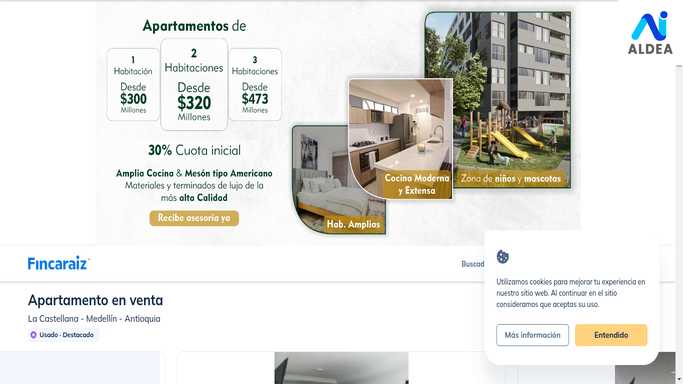 Apartamentos de
1
Habitación
Desde
$300
Millones
2
Habitaciones
Desde
$320
Millones
3
Habitaciones
Desde
$473
Millones
30% Cuota inicial
Amplia Cocina & Mesón tipo Americano
Materiales y terminados de lujo de la
más alta Calidad
Recibe asesoría ya
Hab. Amplias
Cocina Moderna
y Extensa
Zona de niños y mascotas
ALDEA
Fincaraiz
Buscad
Apartamento en venta
La Castellana - Medellín - Antioquia
Usado · Destacado
Utilizamos cookies para mejorar tu experiencia en
nuestro sitio web. Al continuar en el sitio
consideramos que aceptas su uso.
Más información
Entendido